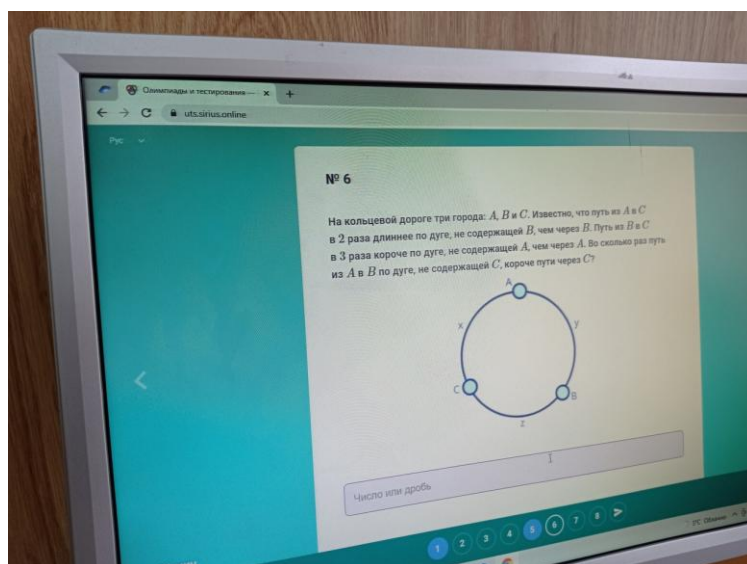 Олимпиады и тестирование —
uts.sirius.online
Рус
№ 6
На кольцевой дороге три города: A, B и C. Известно, что путь из A в C
в 2 раза длиннее по дуге, не содержащей B, чем через B. Путь из B в C
в 3 раза короче по дуге, не содержащей A, чем через A. Во сколько раз путь
из A в B по дуге, не содержащей C, короче пути через C?
A
x
y
C
B
z
Число или дробь
1 2 3 4 5 6 7 8